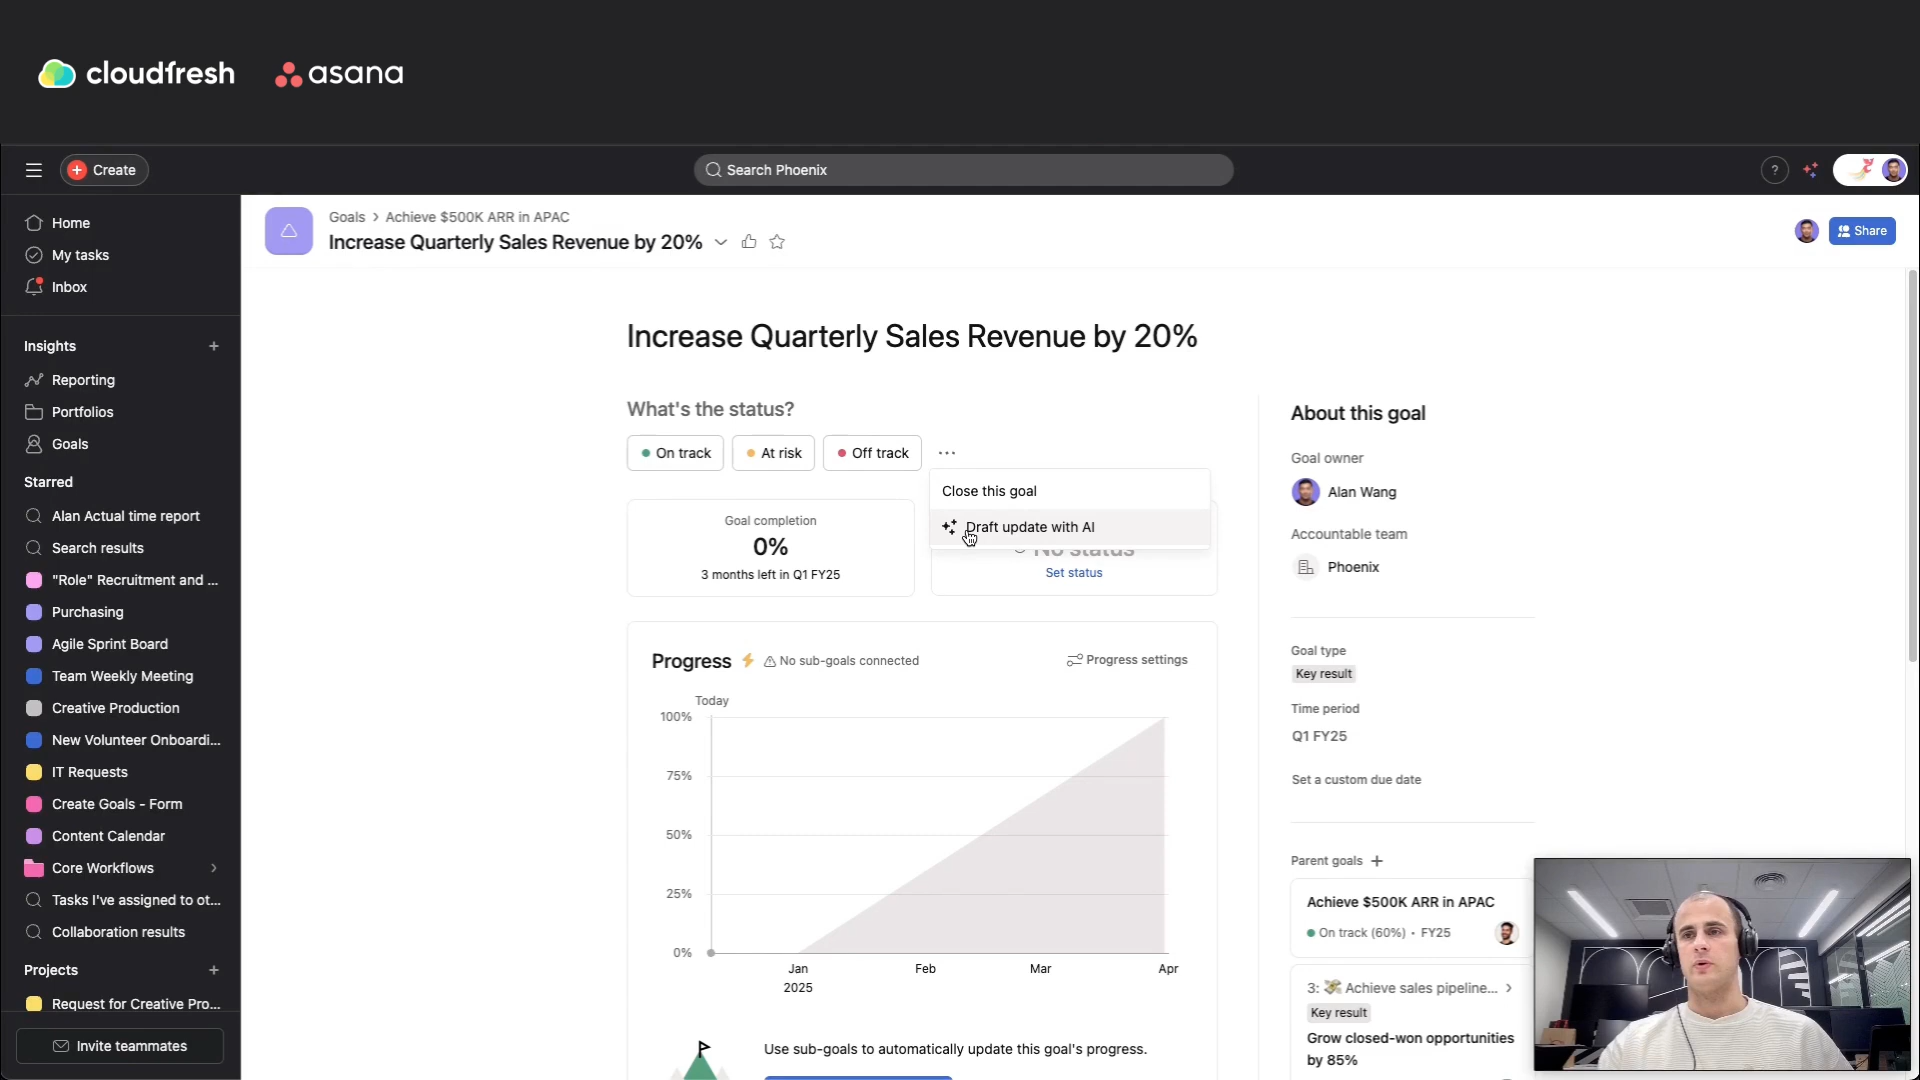 cloudfresh asana
Create
Search Phoenix
?
Home
My tasks
Inbox
Insights
Reporting
Portfolios
Goals
Starred
Alan Actual time report
Search results
"Role" Recruitment and ...
Purchasing
Agile Sprint Board
Team Weekly Meeting
Creative Production
New Volunteer Onboardi...
IT Requests
Create Goals - Form
Content Calendar
Core Workflows
Tasks I've assigned to ot...
Collaboration results
Projects
Request for Creative Pro...
Invite teammates
Goals > Achieve $500K ARR in APAC
Increase Quarterly Sales Revenue by 20%
Share
Increase Quarterly Sales Revenue by 20%
What's the status?
On track At risk Off track ...
Close this goal
Draft update with AI
Goal completion
0%
3 months left in Q1 FY25
No status
Set status
Progress No sub-goals connected Progress settings
Today
100%
75%
50%
25%
0%
Jan Feb Mar Apr
2025
Use sub-goals to automatically update this goal's progress.
About this goal
Goal owner
Alan Wang
Accountable team
Phoenix
Goal type
Key result
Time period
Q1 FY25
Set a custom due date
Parent goals +
Achieve $500K ARR in APAC
On track (60%) • FY25
3: 💸 Achieve sales pipeline... >
Key result
Grow closed-won opportunities
by 85%